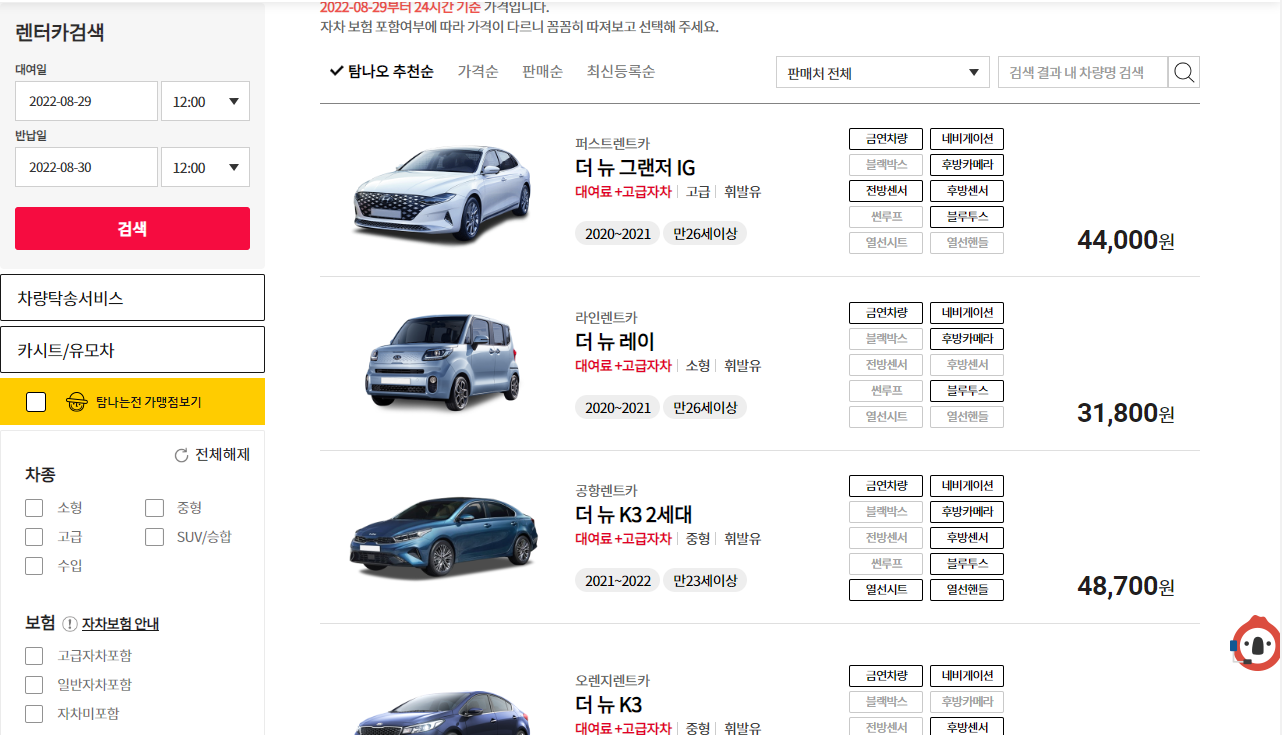 렌터카검색
대여일
2022-08-29
12:00
반납일
2022-08-30
12:00
검색
차량탁송서비스
카시트/유모차
탐나는전 가맹점보기
전체해제
차종
소형
중형
고급
SUV/승합
수입
보험 ! 자차보험 안내
고급자차포함
일반자차포함
자차미포함
2022-08-29부터 24시간 기준 가격입니다.
자차 보험 포함여부에 따라 가격이 다르니 꼼꼼히 따져보고 선택해 주세요.
탐나오 추천순 가격순 판매순 최신등록순
판매처 전체
검색 결과 내 차량명 검색
퍼스트렌트카
더 뉴 그랜저 IG
대여료 +고급자차 고급 휘발유
2020~2021 만26세이상
금연차량 네비게이션
블랙박스 후방카메라
전방센서 후방센서
썬루프 블루투스
열선시트 열선핸들
44,000원
라인렌트카
더 뉴 레이
대여료 +고급자차 소형 휘발유
2020~2021 만26세이상
금연차량 네비게이션
블랙박스 후방카메라
전방센서 후방센서
썬루프 블루투스
열선시트 열선핸들
31,800원
공항렌트카
더 뉴 K3 2세대
대여료 +고급자차 중형 휘발유
2021~2022 만23세이상
금연차량 네비게이션
블랙박스 후방카메라
전방센서 후방센서
썬루프 블루투스
열선시트 열선핸들
48,700원
오렌지렌트카
더 뉴 K3
대여료 +고급자차 중형 휘발유
금연차량 네비게이션
블랙박스 후방카메라
전방센서 후방센서